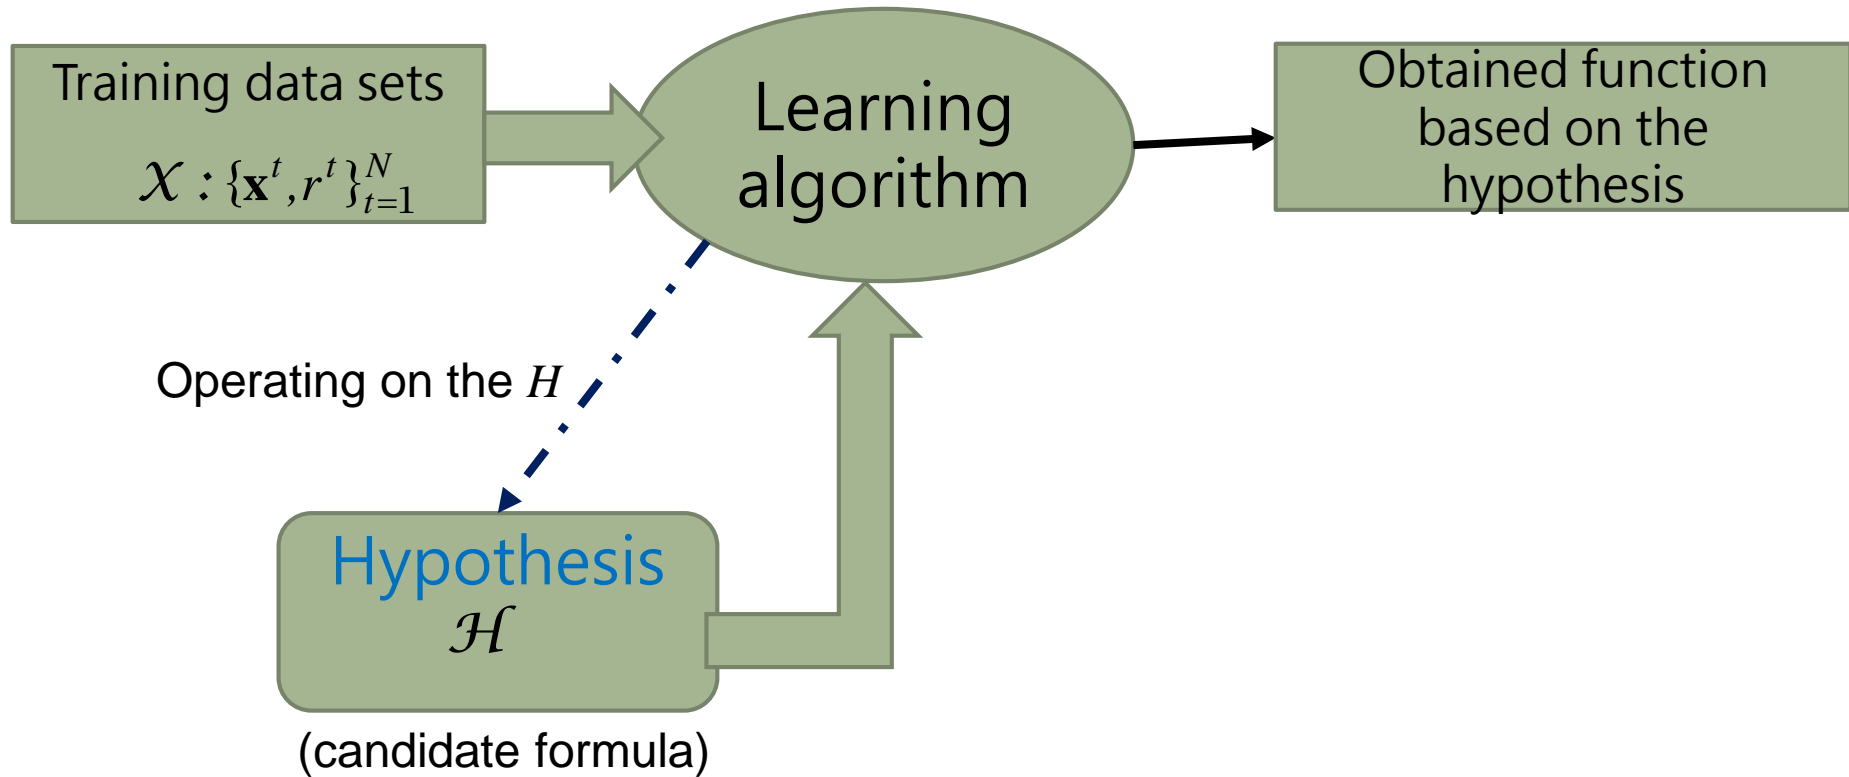 Training data sets
𝒳 : {𝐱^t, r^t}_{t=1}^N
Learning
algorithm
Obtained function
based on the
hypothesis
Operating on the H
Hypothesis
ℋ
(candidate formula)